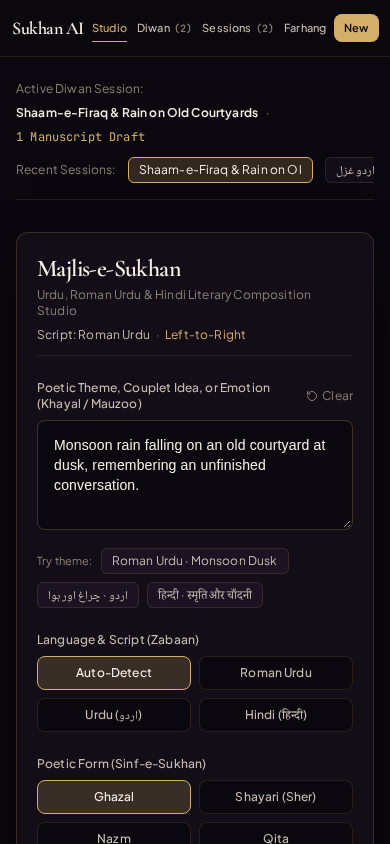 Sukhan AI Studio Diwan (2) Sessions (2) Farhang New
Active Diwan Session:
Shaam-e-Firaq & Rain on Old Courtyards ·
1 Manuscript Draft
Recent Sessions: Shaam-e-Firaq & Rain on Ol اردو غزل
Majlis-e-Sukhan
Urdu, Roman Urdu & Hindi Literary Composition
Studio
Script: Roman Urdu · Left-to-Right
Poetic Theme, Couplet Idea, or Emotion
(Khayal / Mauzoo)
Clear
Monsoon rain falling on an old courtyard at
dusk, remembering an unfinished
conversation.
Try theme: Roman Urdu · Monsoon Dusk
اردو · چراغ اور ہوا हिन्दी · स्मृति और चाँदनी
Language & Script (Zabaan)
Auto-Detect Roman Urdu
Urdu (اردو) Hindi (हिन्दी)
Poetic Form (Sinf-e-Sukhan)
Ghazal Shayari (Sher)
Nazm Qita